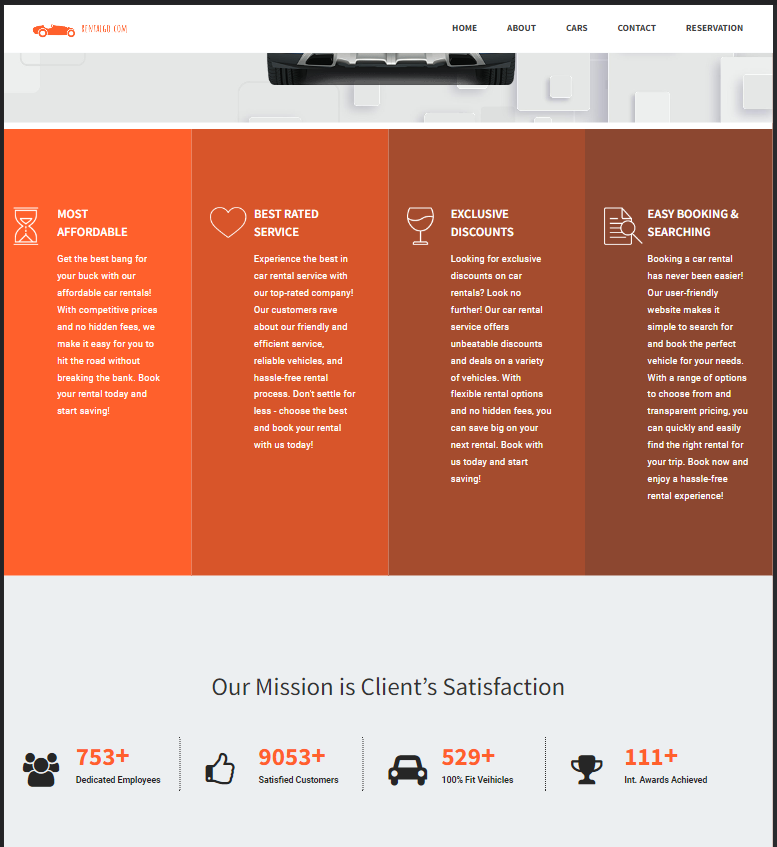 HOME ABOUT CARS CONTACT RESERVATION
MOST
AFFORDABLE
Get the best bang for
your buck with our
affordable car rentals!
With competitive prices
and no hidden fees, we
make it easy for you to
hit the road without
breaking the bank. Book
your rental today and
start saving!
BEST RATED
SERVICE
Experience the best in
car rental service with
our top-rated company!
Our customers rave
about our friendly and
efficient service,
reliable vehicles, and
hassle-free rental
process. Don't settle for
less - choose the best
and book your rental
with us today!
EXCLUSIVE
DISCOUNTS
Looking for exclusive
discounts on car
rentals? Look no
further! Our car rental
service offers
unbeatable discounts
and deals on a variety
of vehicles. With
flexible rental options
and no hidden fees, you
can save big on your
next rental. Book with
us today and start
saving!
EASY BOOKING &
SEARCHING
Booking a car rental
has never been easier!
Our user-friendly
website makes it
simple to search for
and book the perfect
vehicle for your needs.
With a range of options
to choose from and
transparent pricing, you
can quickly and easily
find the right rental for
your trip. Book now and
enjoy a hassle-free
rental experience!
Our Mission is Client’s Satisfaction
753+
Dedicated Employees
9053+
Satisfied Customers
529+
100% Fit Veihicles
111+
Int. Awards Achieved